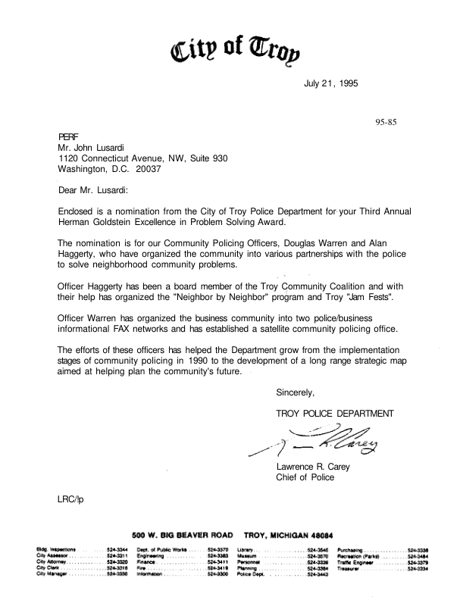 City of Troy
July 21, 1995
95-85
PERF
Mr. John Lusardi
1120 Connecticut Avenue, NW, Suite 930
Washington, D.C. 20037
Dear Mr. Lusardi:
Enclosed is a nomination from the City of Troy Police Department for your Third Annual
Herman Goldstein Excellence in Problem Solving Award.
The nomination is for our Community Policing Officers, Douglas Warren and Alan
Haggerty, who have organized the community into various partnerships with the police
to solve neighborhood community problems.
Officer Haggerty has been a board member of the Troy Community Coalition and with
their help has organized the "Neighbor by Neighbor" program and Troy "Jam Fests".
Officer Warren has organized the business community into two police/business
informational FAX networks and has established a satellite community policing office.
The efforts of these officers has helped the Department grow from the implementation
stages of community policing in 1990 to the development of a long range strategic map
aimed at helping plan the community's future.
Sincerely,
TROY POLICE DEPARTMENT
Lawrence R. Carey
Chief of Police
LRC/lp
500 W. BIG BEAVER ROAD TROY, MICHIGAN 48084
Bldg. Inspections 524-3344 Dept. of Public Works 524-3370 Library 524-3545 Purchasing 524-3338
City Assessor 524-3311 Engineering 524-3383 Museum 524-3570 Recreation (Parks) 524-3484
City Attorney 524-3320 Finance 524-3411 Personnel 524-3339 Traffic Engineer 524-3379
City Clerk 524-3316 Fire 524-3419 Planning 524-3364 Treasurer 524-3334
City Manager 524-3330 Information 524-3300 Police Dept. 524-3443